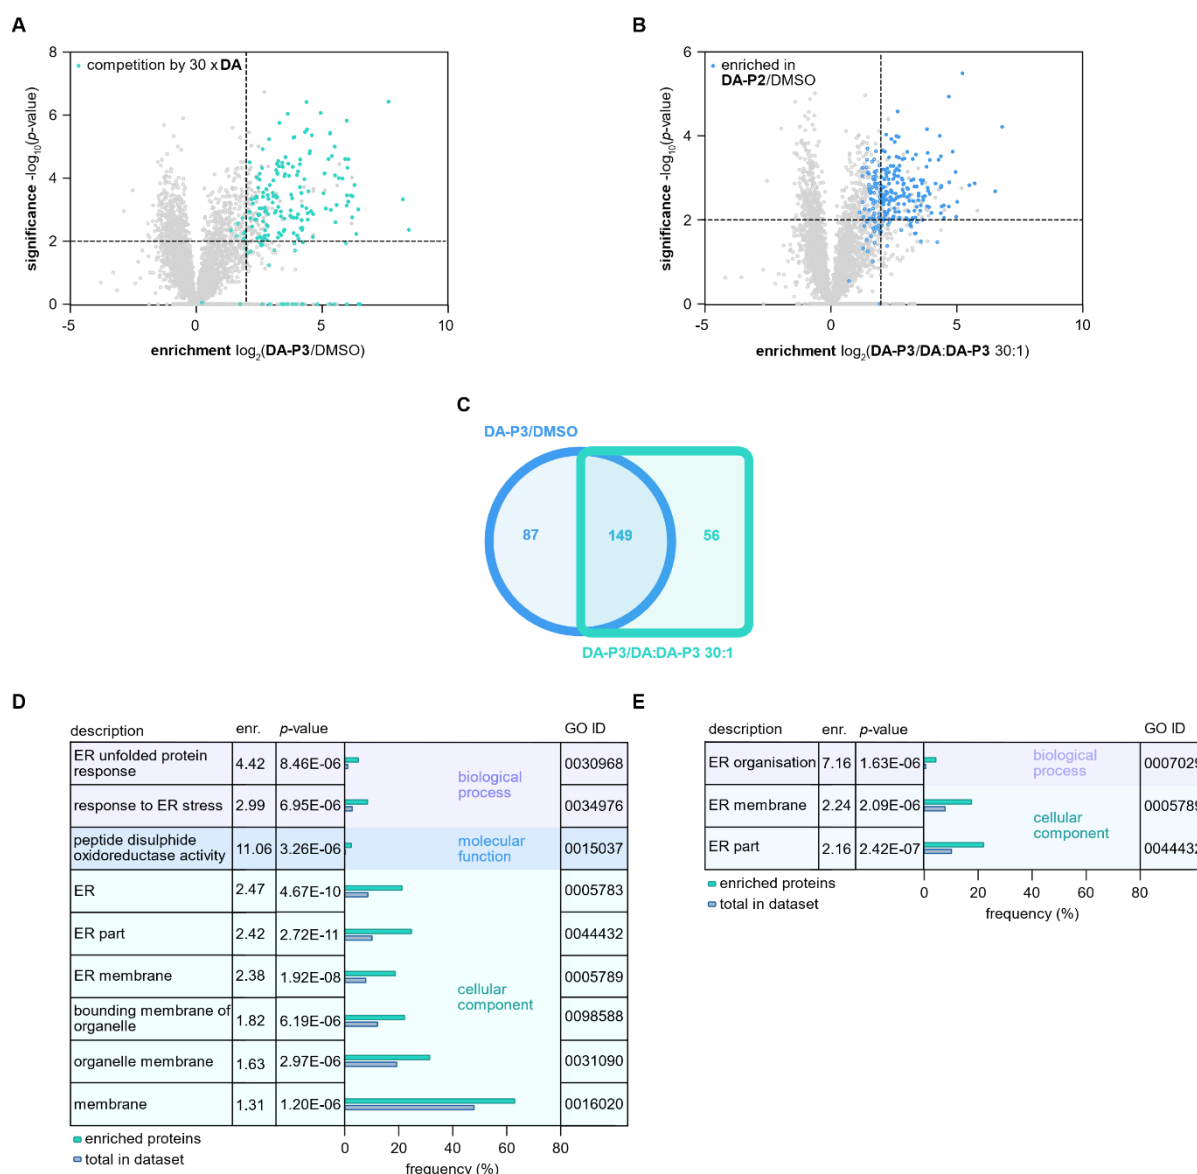 A
8
6
4
2
0
-5
0
5
10
significance -log10(p-value)
competition by 30 x DA
enrichment log2(DA-P3/DMSO)
B
6
4
2
0
-5
0
5
10
significance -log10(p-value)
enriched in
DA-P2/DMSO
enrichment log2(DA-P3/DA:DA-P3 30:1)
C
DA-P3/DMSO
87
149
56
DA-P3/DA:DA-P3 30:1
D
description enr. p-value GO ID
ER unfolded protein
response 4.42 8.46E-06 0030968
biological
process
response to ER stress 2.99 6.95E-06 0034976
peptide disulphide
oxidoreductase activity 11.06 3.26E-06 0015037
molecular
function
ER 2.47 4.67E-10 0005783
ER part 2.42 2.72E-11 0044432
ER membrane 2.38 1.92E-08 0005789
cellular
component
bounding membrane of
organelle 1.82 6.19E-06 0098588
organelle membrane 1.63 2.97E-06 0031090
membrane 1.31 1.20E-06 0016020
enriched proteins
total in dataset
0 20 40 60 80
frequency (%)
E
description enr. p-value GO ID
ER organisation 7.16 1.63E-06 0007029
biological
process
ER membrane 2.24 2.09E-06 0005789
cellular
component
ER part 2.16 2.42E-07 0044432
enriched proteins
total in dataset
0 20 40 60 80
frequency (%)